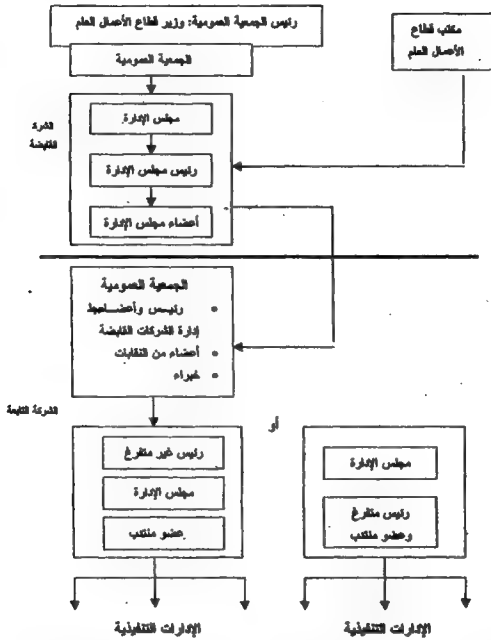 رئيس الجمعية العمومية: وزير قطاع الأعمال العام
الجمعية العمومية
مكتب قطاع
الأعمال العام
الشركة
القابضة
مجلس الإدارة
رئيس مجلس الإدارة
أعضاء مجلس الإدارة
الجمعية العمومية
• رئيس وأعضاء
إدارة الشركات القابضة
• أعضاء من النقابات
• خبراء
الشركة التابعة
رئيس غير متفرغ
مجلس الإدارة
عضو منتدب
أو
مجلس الإدارة
رئيس متفرغ
وعضو منتدب
الإدارات التنفيذية
الإدارات التنفيذية